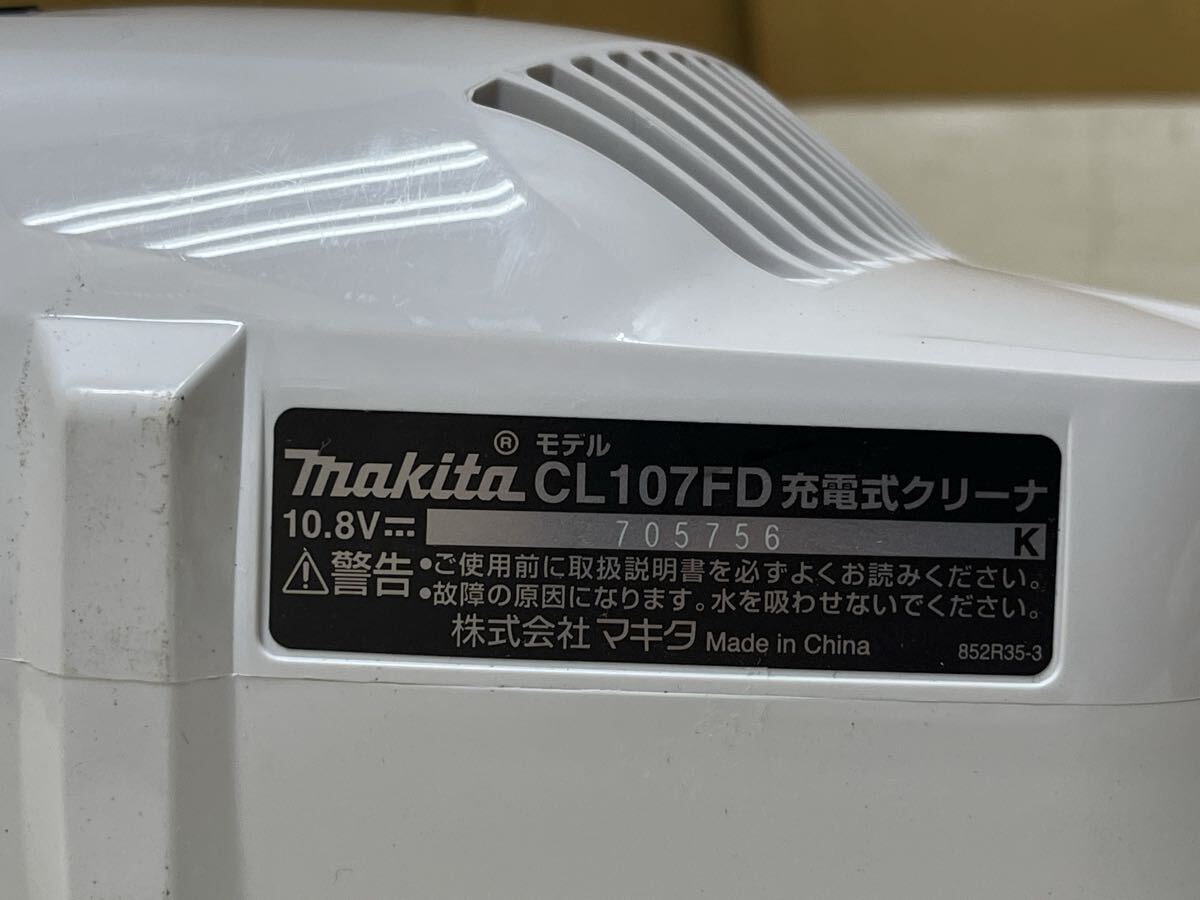 makita® モデル CL107FD 充電式クリーナ
10.8V⎓ 705756 K
⚠警告 •ご使用前に取扱説明書を必ずよくお読みください。
•故障の原因になります。水を吸わせないでください。
株式会社 マキタ Made in China 852R35-3